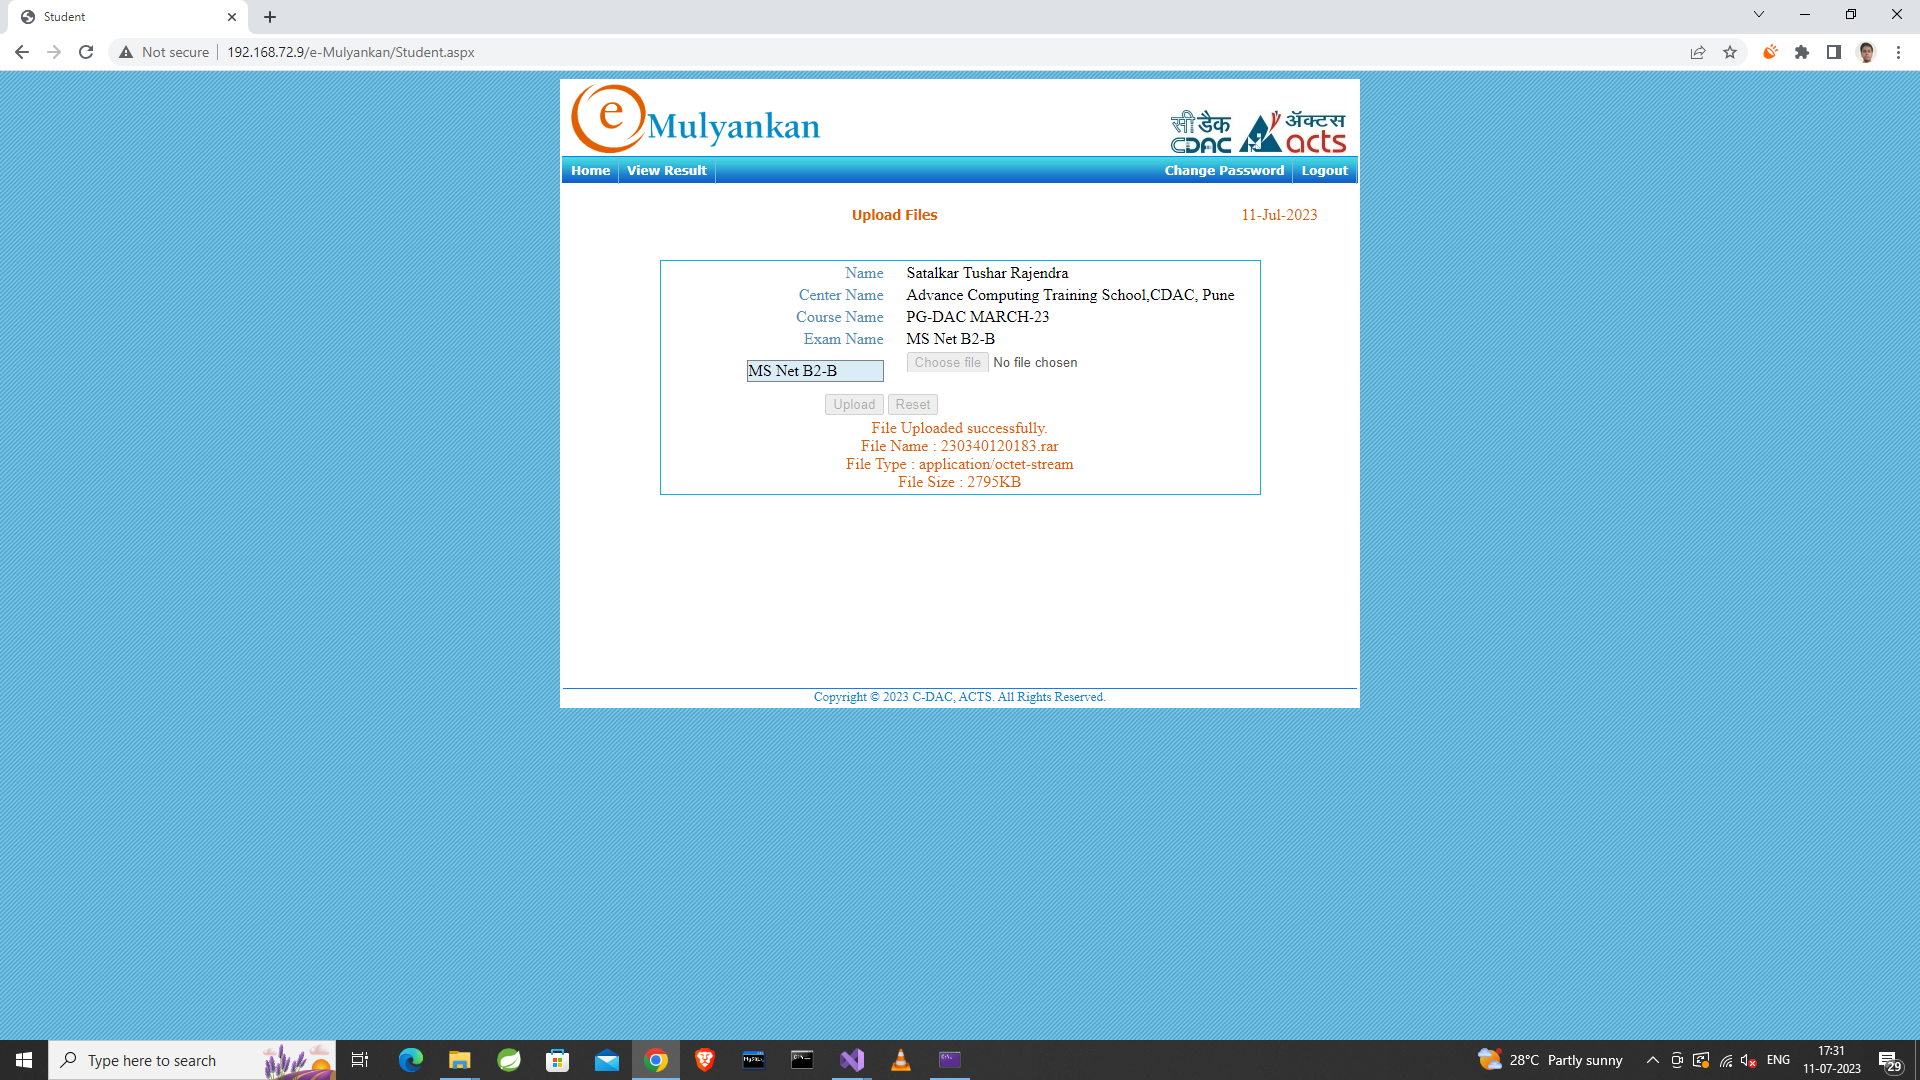 Student
Not secure
192.168.72.9/e-Mulyankan/Student.aspx
e Mulyankan
सी डैक
CDAC
ॲक्टस
acts
Home
View Result
Change Password
Logout
Upload Files
11-Jul-2023
Name Satalkar Tushar Rajendra
Center Name Advance Computing Training School,CDAC, Pune
Course Name PG-DAC MARCH-23
Exam Name MS Net B2-B
MS Net B2-B
Choose file No file chosen
Upload Reset
File Uploaded successfully.
File Name : 230340120183.rar
File Type : application/octet-stream
File Size : 2795KB
Copyright © 2023 C-DAC, ACTS. All Rights Reserved.
Type here to search
28°C Partly sunny
ENG
17:31
11-07-2023
29